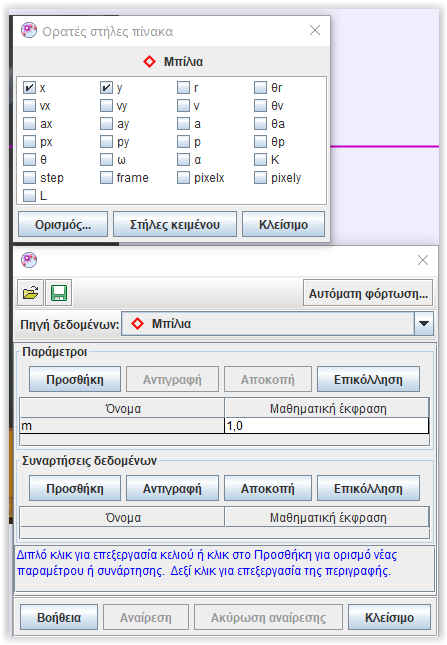 Ορατές στήλες πίνακα
Μπίλια
x y r θr
vx vy v θv
ax ay a θa
px py p θp
θ ω α K
step frame pixelx pixely
L
Ορισμός... Στήλες κειμένου Κλείσιμο
Αυτόματη φόρτωση...
Πηγή δεδομένων: Μπίλια
Παράμετροι
Προσθήκη Αντιγραφή Αποκοπή Επικόλληση
Όνομα Μαθηματική έκφραση
m 1,0
Συναρτήσεις δεδομένων
Προσθήκη Αντιγραφή Αποκοπή Επικόλληση
Όνομα Μαθηματική έκφραση
Διπλό κλικ για επεξεργασία κελιού ή κλικ στο Προσθήκη για ορισμό νέας
παραμέτρου ή συνάρτησης. Δεξί κλικ για επεξεργασία της περιγραφής.
Βοήθεια Αναίρεση Ακύρωση αναίρεσης Κλείσιμο